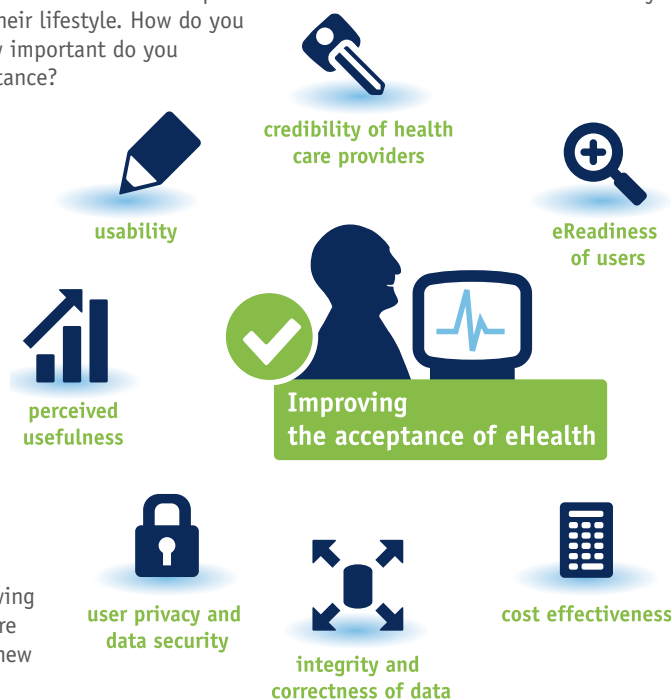 heir lifestyle. How do you
important do you
tance?
credibility of health
care providers
usability
eReadiness
of users
perceived
usefulness
Improving
the acceptance of eHealth
user privacy and
data security
cost effectiveness
integrity and
correctness of data
ving
re
new